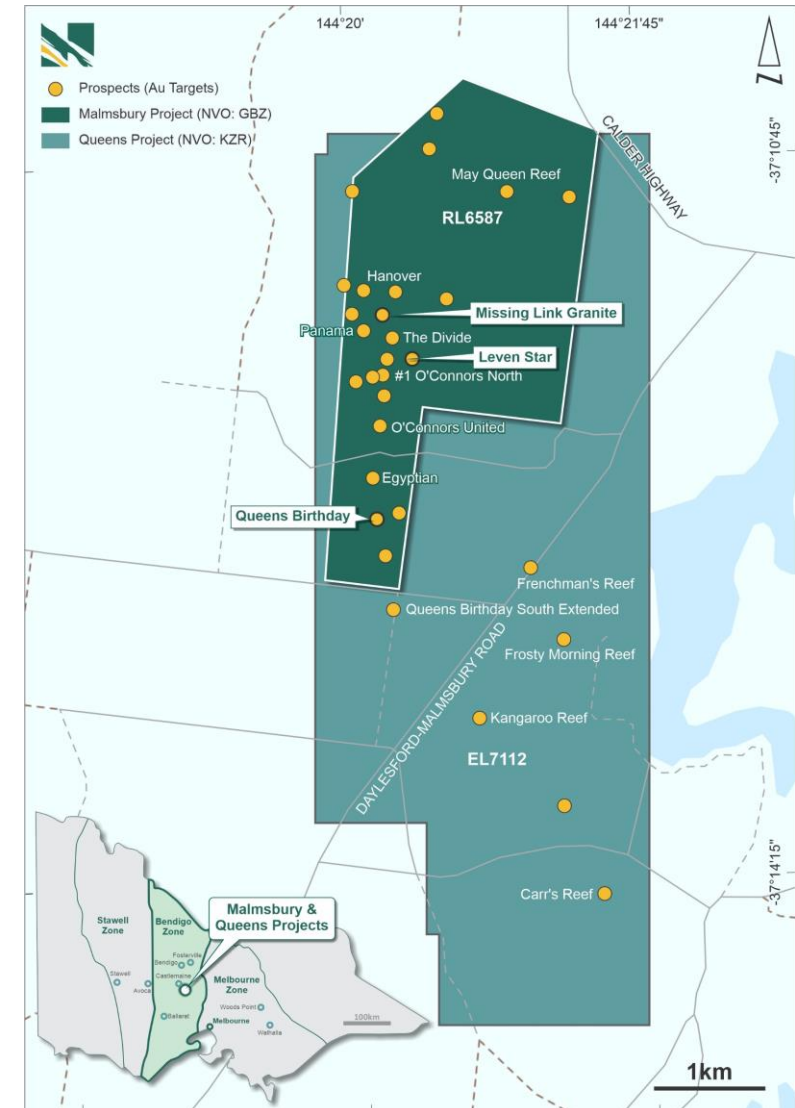 144°20'
144°21'45"
Z
Prospects (Au Targets)
Malmsbury Project (NVO: GBZ)
Queens Project (NVO: KZR)
CALDER HIGHWAY
-37°10'45"
May Queen Reef
RL6587
Hanover
Missing Link Granite
Panama
The Divide
Leven Star
#1 O'Connors North
O'Connors United
Egyptian
Queens Birthday
Frenchman's Reef
Queens Birthday South Extended
Frosty Morning Reef
DAYLESFORD-MALMSBURY ROAD
Kangaroo Reef
EL7112
-37°14'15"
Carr's Reef
Malmsbury &
Queens Projects
Stawell
Zone
Bendigo
Zone
Fosterville
Bendigo
Stawell
Castlemaine
Avoca
Melbourne
Zone
Woods Point
Ballarat
Melbourne
Walhalla
100km
1km